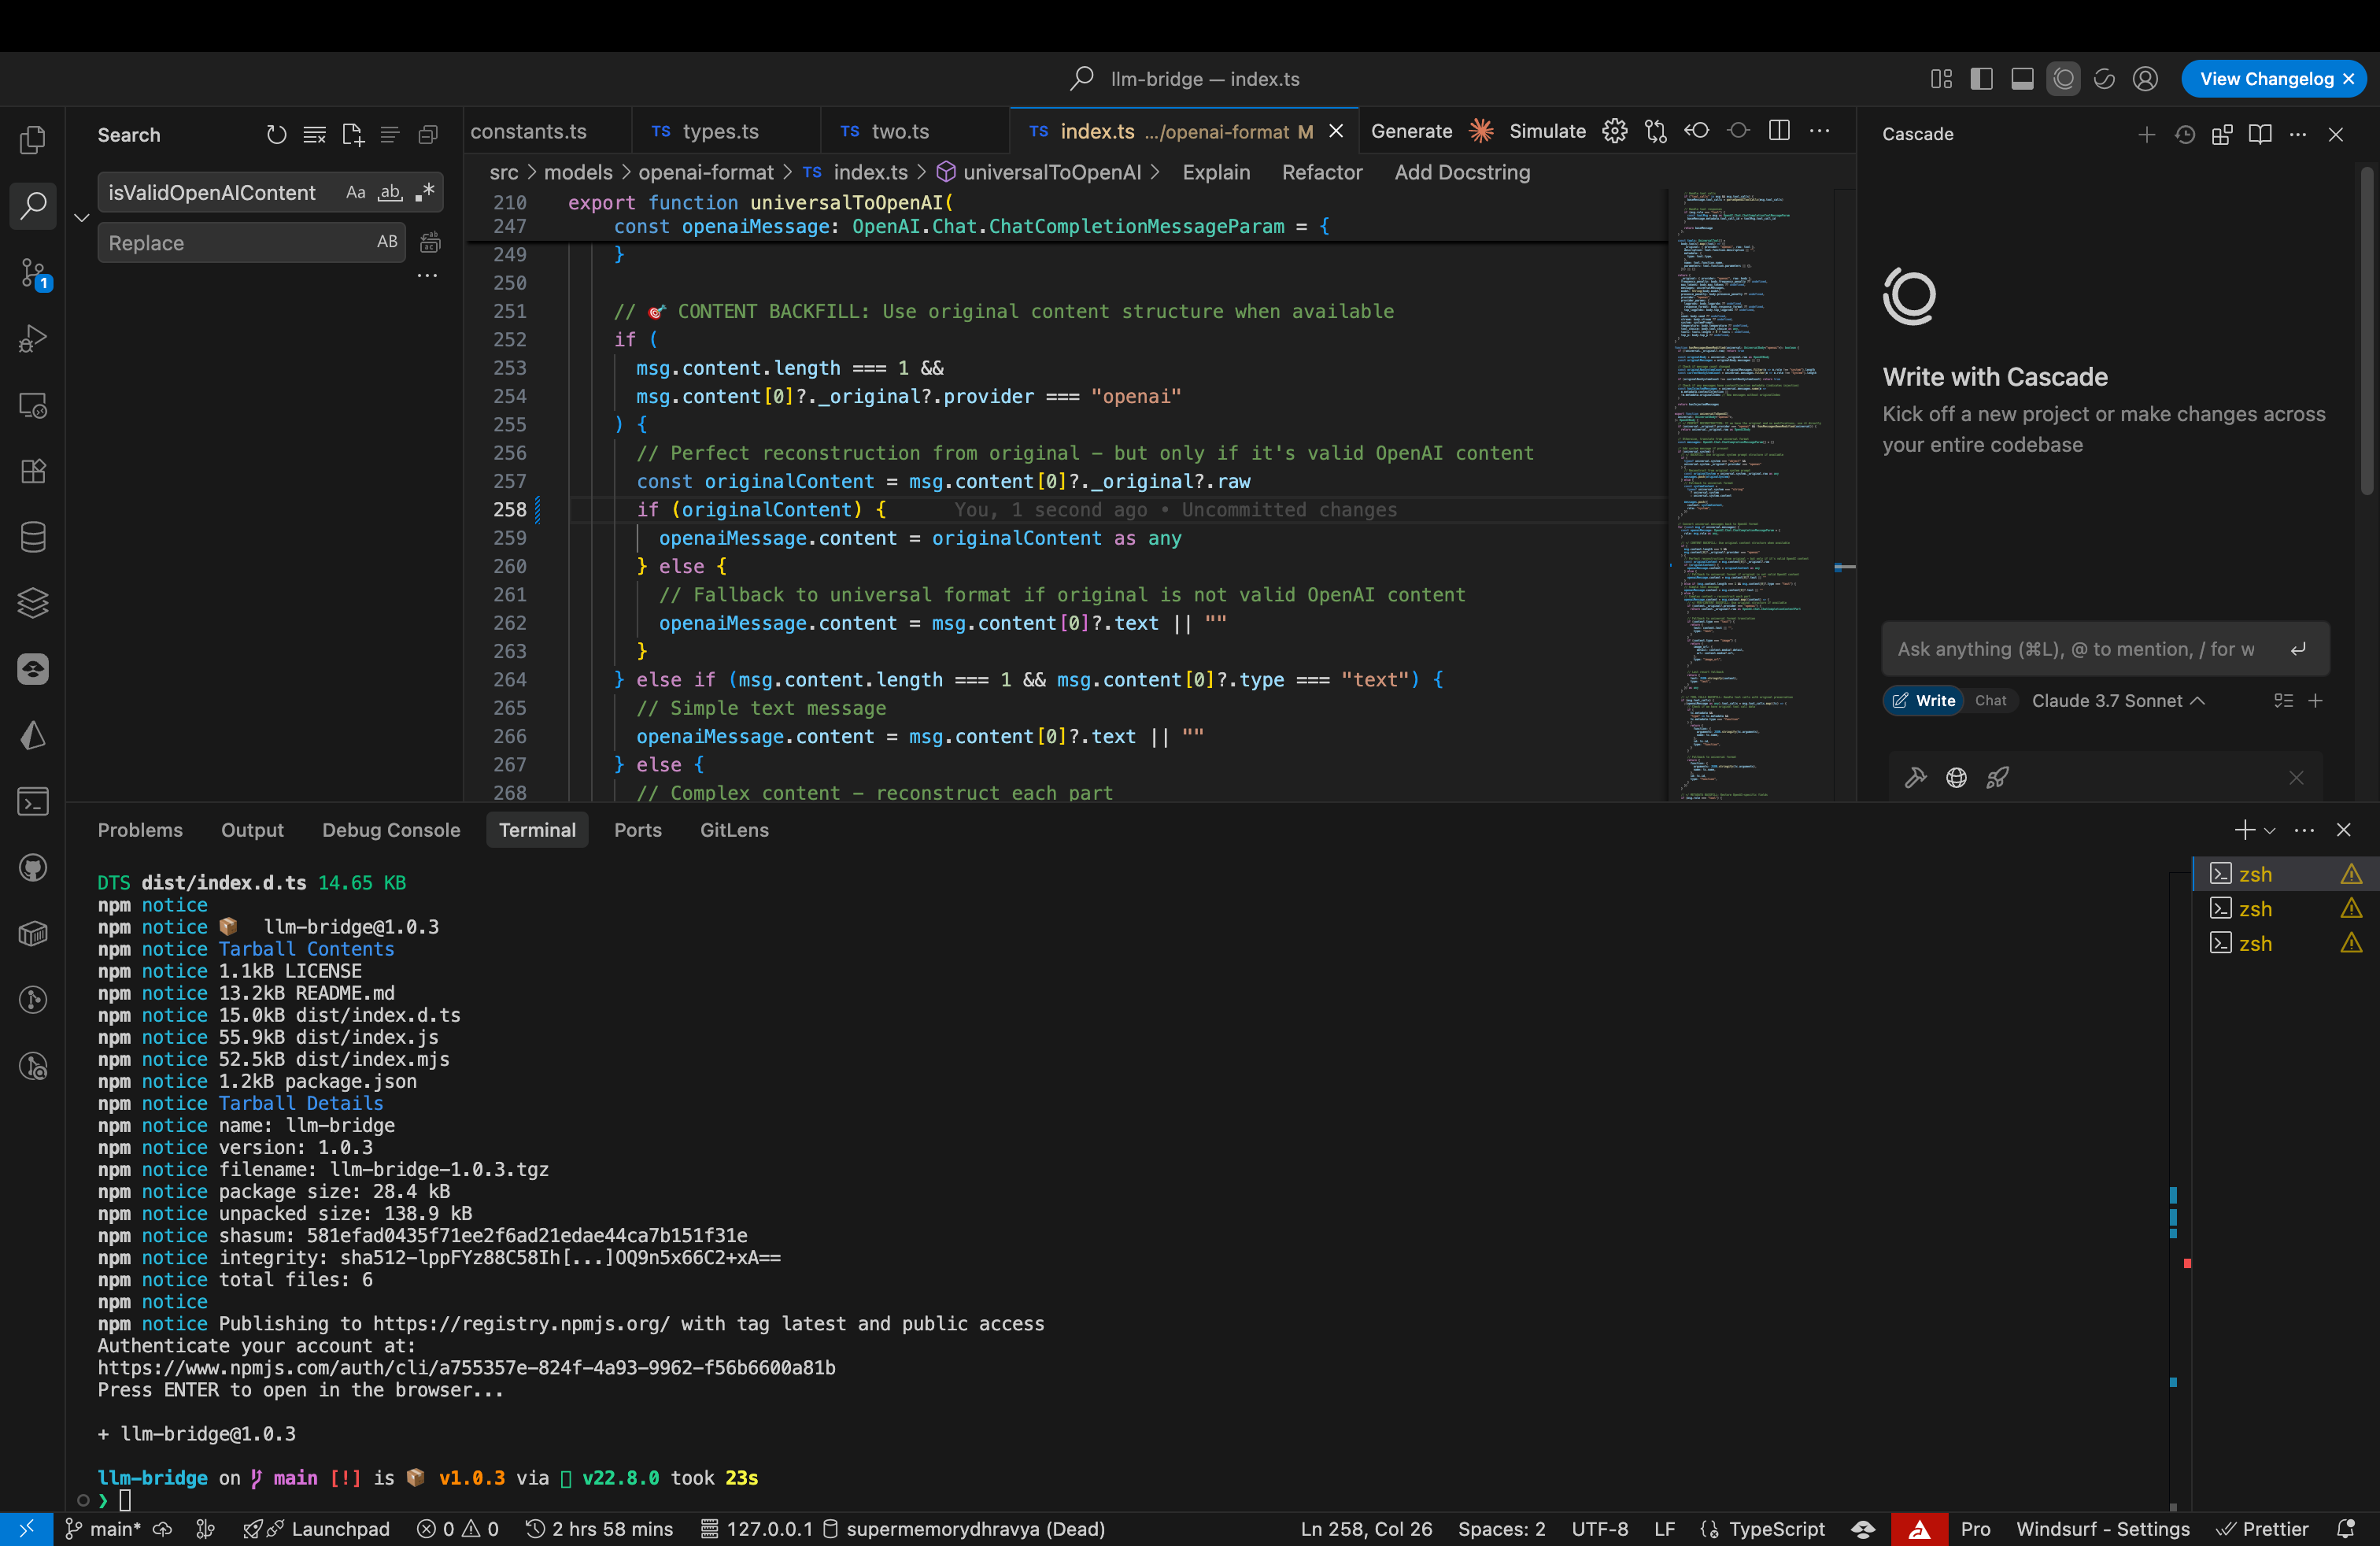 llm-bridge — index.ts
View Changelog
Search
isValidOpenAIContent
Aa
ab
Replace
AB
1
constants.ts
TS types.ts
TS two.ts
TS index.ts .../openai-format M
Generate
Simulate
src > models > openai-format > TS index.ts > universalToOpenAI >
Explain
Refactor
Add Docstring
210 export function universalToOpenAI(
247 const openaiMessage: OpenAI.Chat.ChatCompletionMessageParam = {
249 }
250
251 // 🎯 CONTENT BACKFILL: Use original content structure when available
252 if (
253 msg.content.length === 1 &&
254 msg.content[0]?._original?.provider === "openai"
255 ) {
256 // Perfect reconstruction from original – but only if it's valid OpenAI content
257 const originalContent = msg.content[0]?._original?.raw
258 if (originalContent) { You, 1 second ago • Uncommitted changes
259 openaiMessage.content = originalContent as any
260 } else {
261 // Fallback to universal format if original is not valid OpenAI content
262 openaiMessage.content = msg.content[0]?.text || ""
263 }
264 } else if (msg.content.length === 1 && msg.content[0]?.type === "text") {
265 // Simple text message
266 openaiMessage.content = msg.content[0]?.text || ""
267 } else {
268 // Complex content – reconstruct each part
Cascade
Write with Cascade
Kick off a new project or make changes across
your entire codebase
Ask anything (⌘L), @ to mention, / for w
Write
Chat
Claude 3.7 Sonnet
Problems
Output
Debug Console
Terminal
Ports
GitLens
zsh
zsh
zsh
DTS dist/index.d.ts 14.65 KB
npm notice
npm notice 📦 llm-bridge@1.0.3
npm notice Tarball Contents
npm notice 1.1kB LICENSE
npm notice 13.2kB README.md
npm notice 15.0kB dist/index.d.ts
npm notice 55.9kB dist/index.js
npm notice 52.5kB dist/index.mjs
npm notice 1.2kB package.json
npm notice Tarball Details
npm notice name: llm-bridge
npm notice version: 1.0.3
npm notice filename: llm-bridge-1.0.3.tgz
npm notice package size: 28.4 kB
npm notice unpacked size: 138.9 kB
npm notice shasum: 581efad0435f71ee2f6ad21edae44ca7b151f31e
npm notice integrity: sha512-lppFYz88C58Ih[...]OQ9n5x66C2+xA==
npm notice total files: 6
npm notice
npm notice Publishing to https://registry.npmjs.org/ with tag latest and public access
Authenticate your account at:
https://www.npmjs.com/auth/cli/a755357e-824f-4a93-9962-f56b6600a81b
Press ENTER to open in the browser...
+ llm-bridge@1.0.3
llm-bridge on main [!] is 📦 v1.0.3 via v22.8.0 took 23s
❯
main*
Launchpad
0
0
2 hrs 58 mins
127.0.0.1
supermemorydhravya (Dead)
Ln 258, Col 26
Spaces: 2
UTF-8
LF
TypeScript
Pro
Windsurf - Settings
Prettier